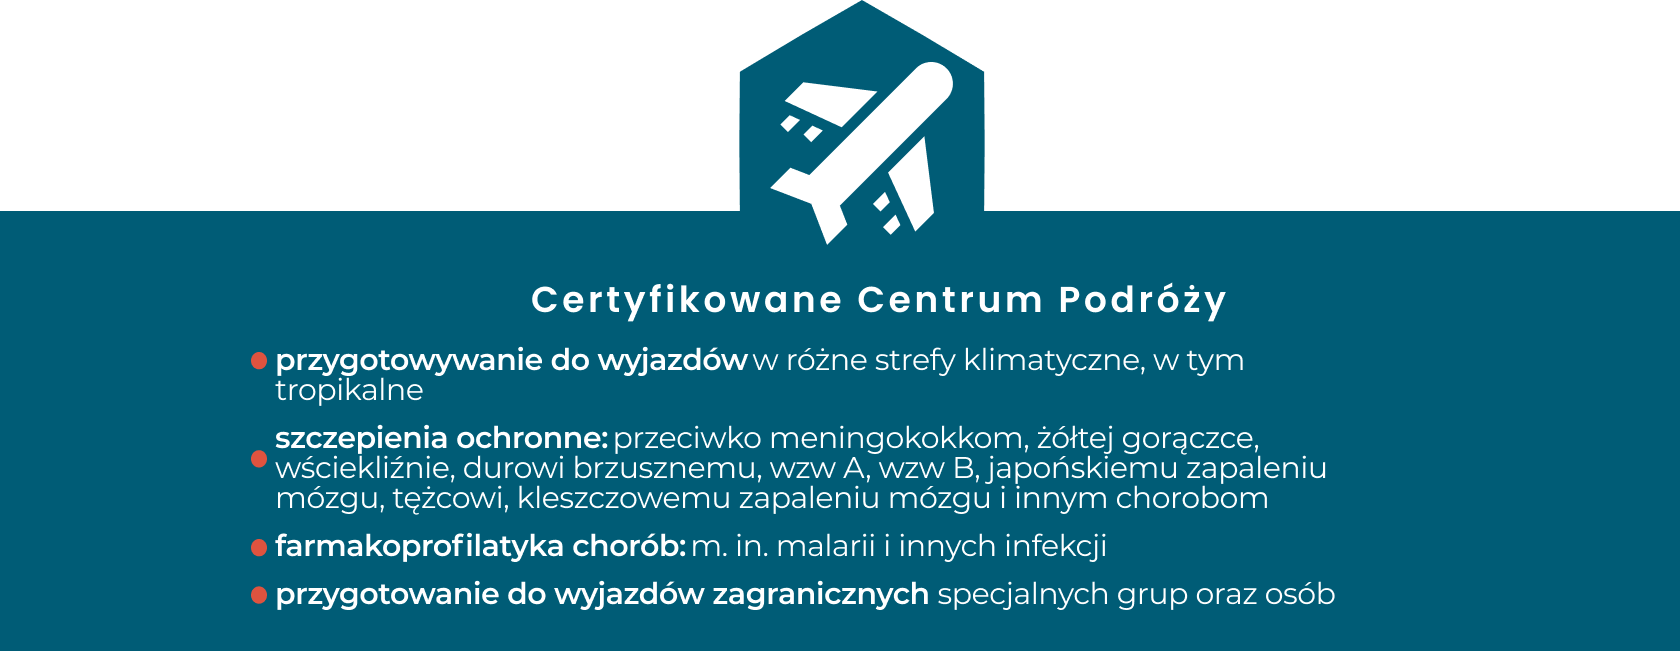 Certyfikowane Centrum Podróży
przygotowywanie do wyjazdów w różne strefy klimatyczne, w tym
tropikalne
szczepienia ochronne: przeciwko meningokokkom, żółtej gorączce,
wściekliźnie, durowi brzusznemu, wzw A, wzw B, japońskiemu zapaleniu
mózgu, tężcowi, kleszczowemu zapaleniu mózgu i innym chorobom
farmakoprofilatyka chorób: m. in. malarii i innych infekcji
przygotowanie do wyjazdów zagranicznych specjalnych grup oraz osób